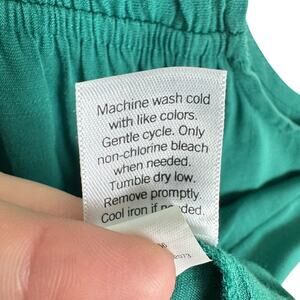 Machine wash cold
with like colors.
Gentle cycle. Only
non-chlorine bleach
when needed.
Tumble dry low.
Remove promptly.
Cool iron if needed.